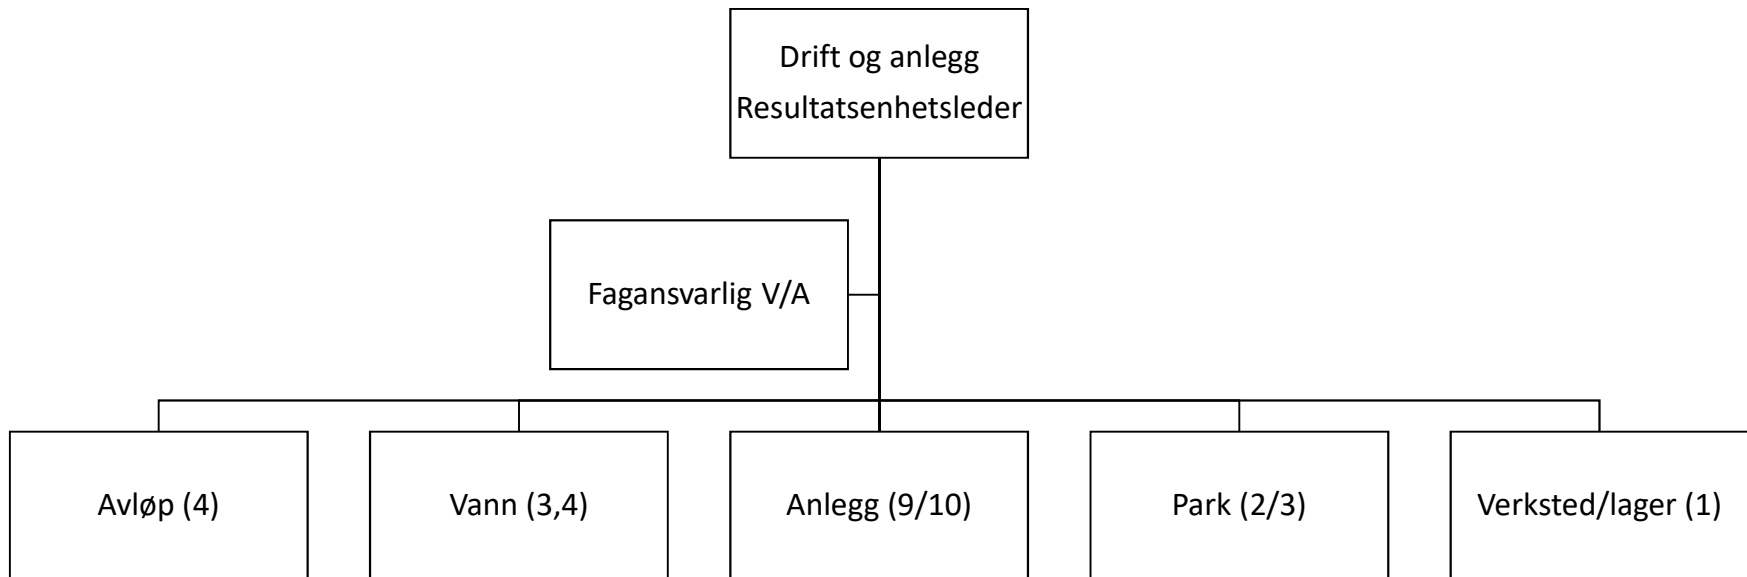 Drift og anlegg
Resultatsenhetsleder
Fagansvarlig V/A
Avløp (4)
Vann (3,4)
Anlegg (9/10)
Park (2/3)
Verksted/lager (1)